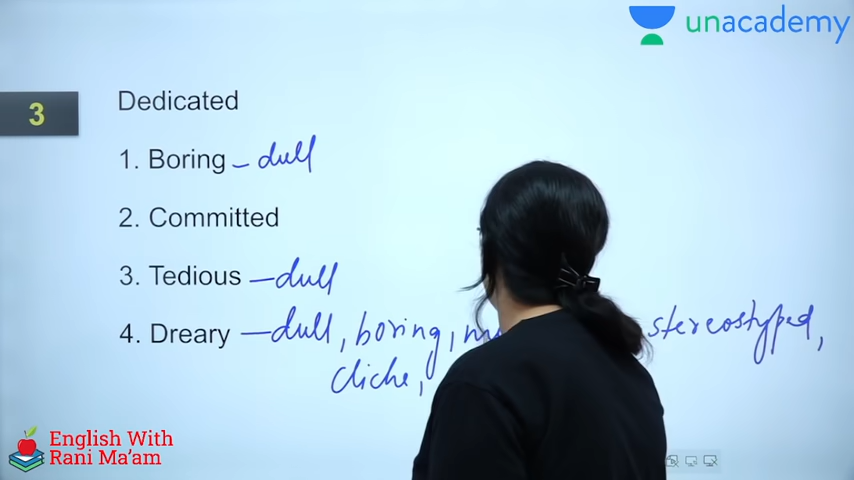 unacademy
3
Dedicated
1. Boring – dull
2. Committed
3. Tedious – dull
4. Dreary – dull, boring, stereostyped,
cliche,
English With
Rani Ma'am